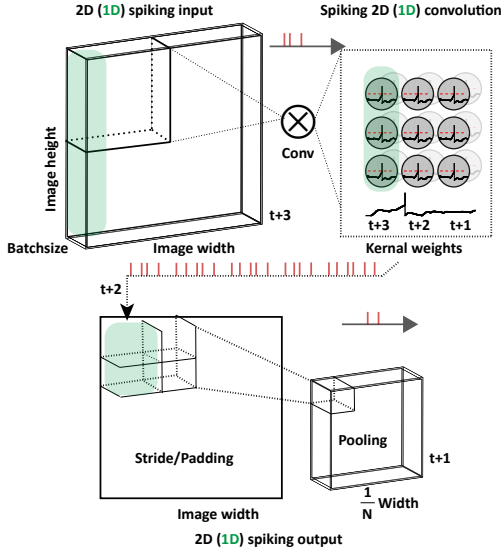 2D (1D) spiking input
Spiking 2D (1D) convolution
Image height
Conv
t+3
t+3 t+2 t+1
Batchsize
Image width
Kernal weights
t+2
Stride/Padding
Pooling
t+1
1
N
Width
Image width
2D (1D) spiking output